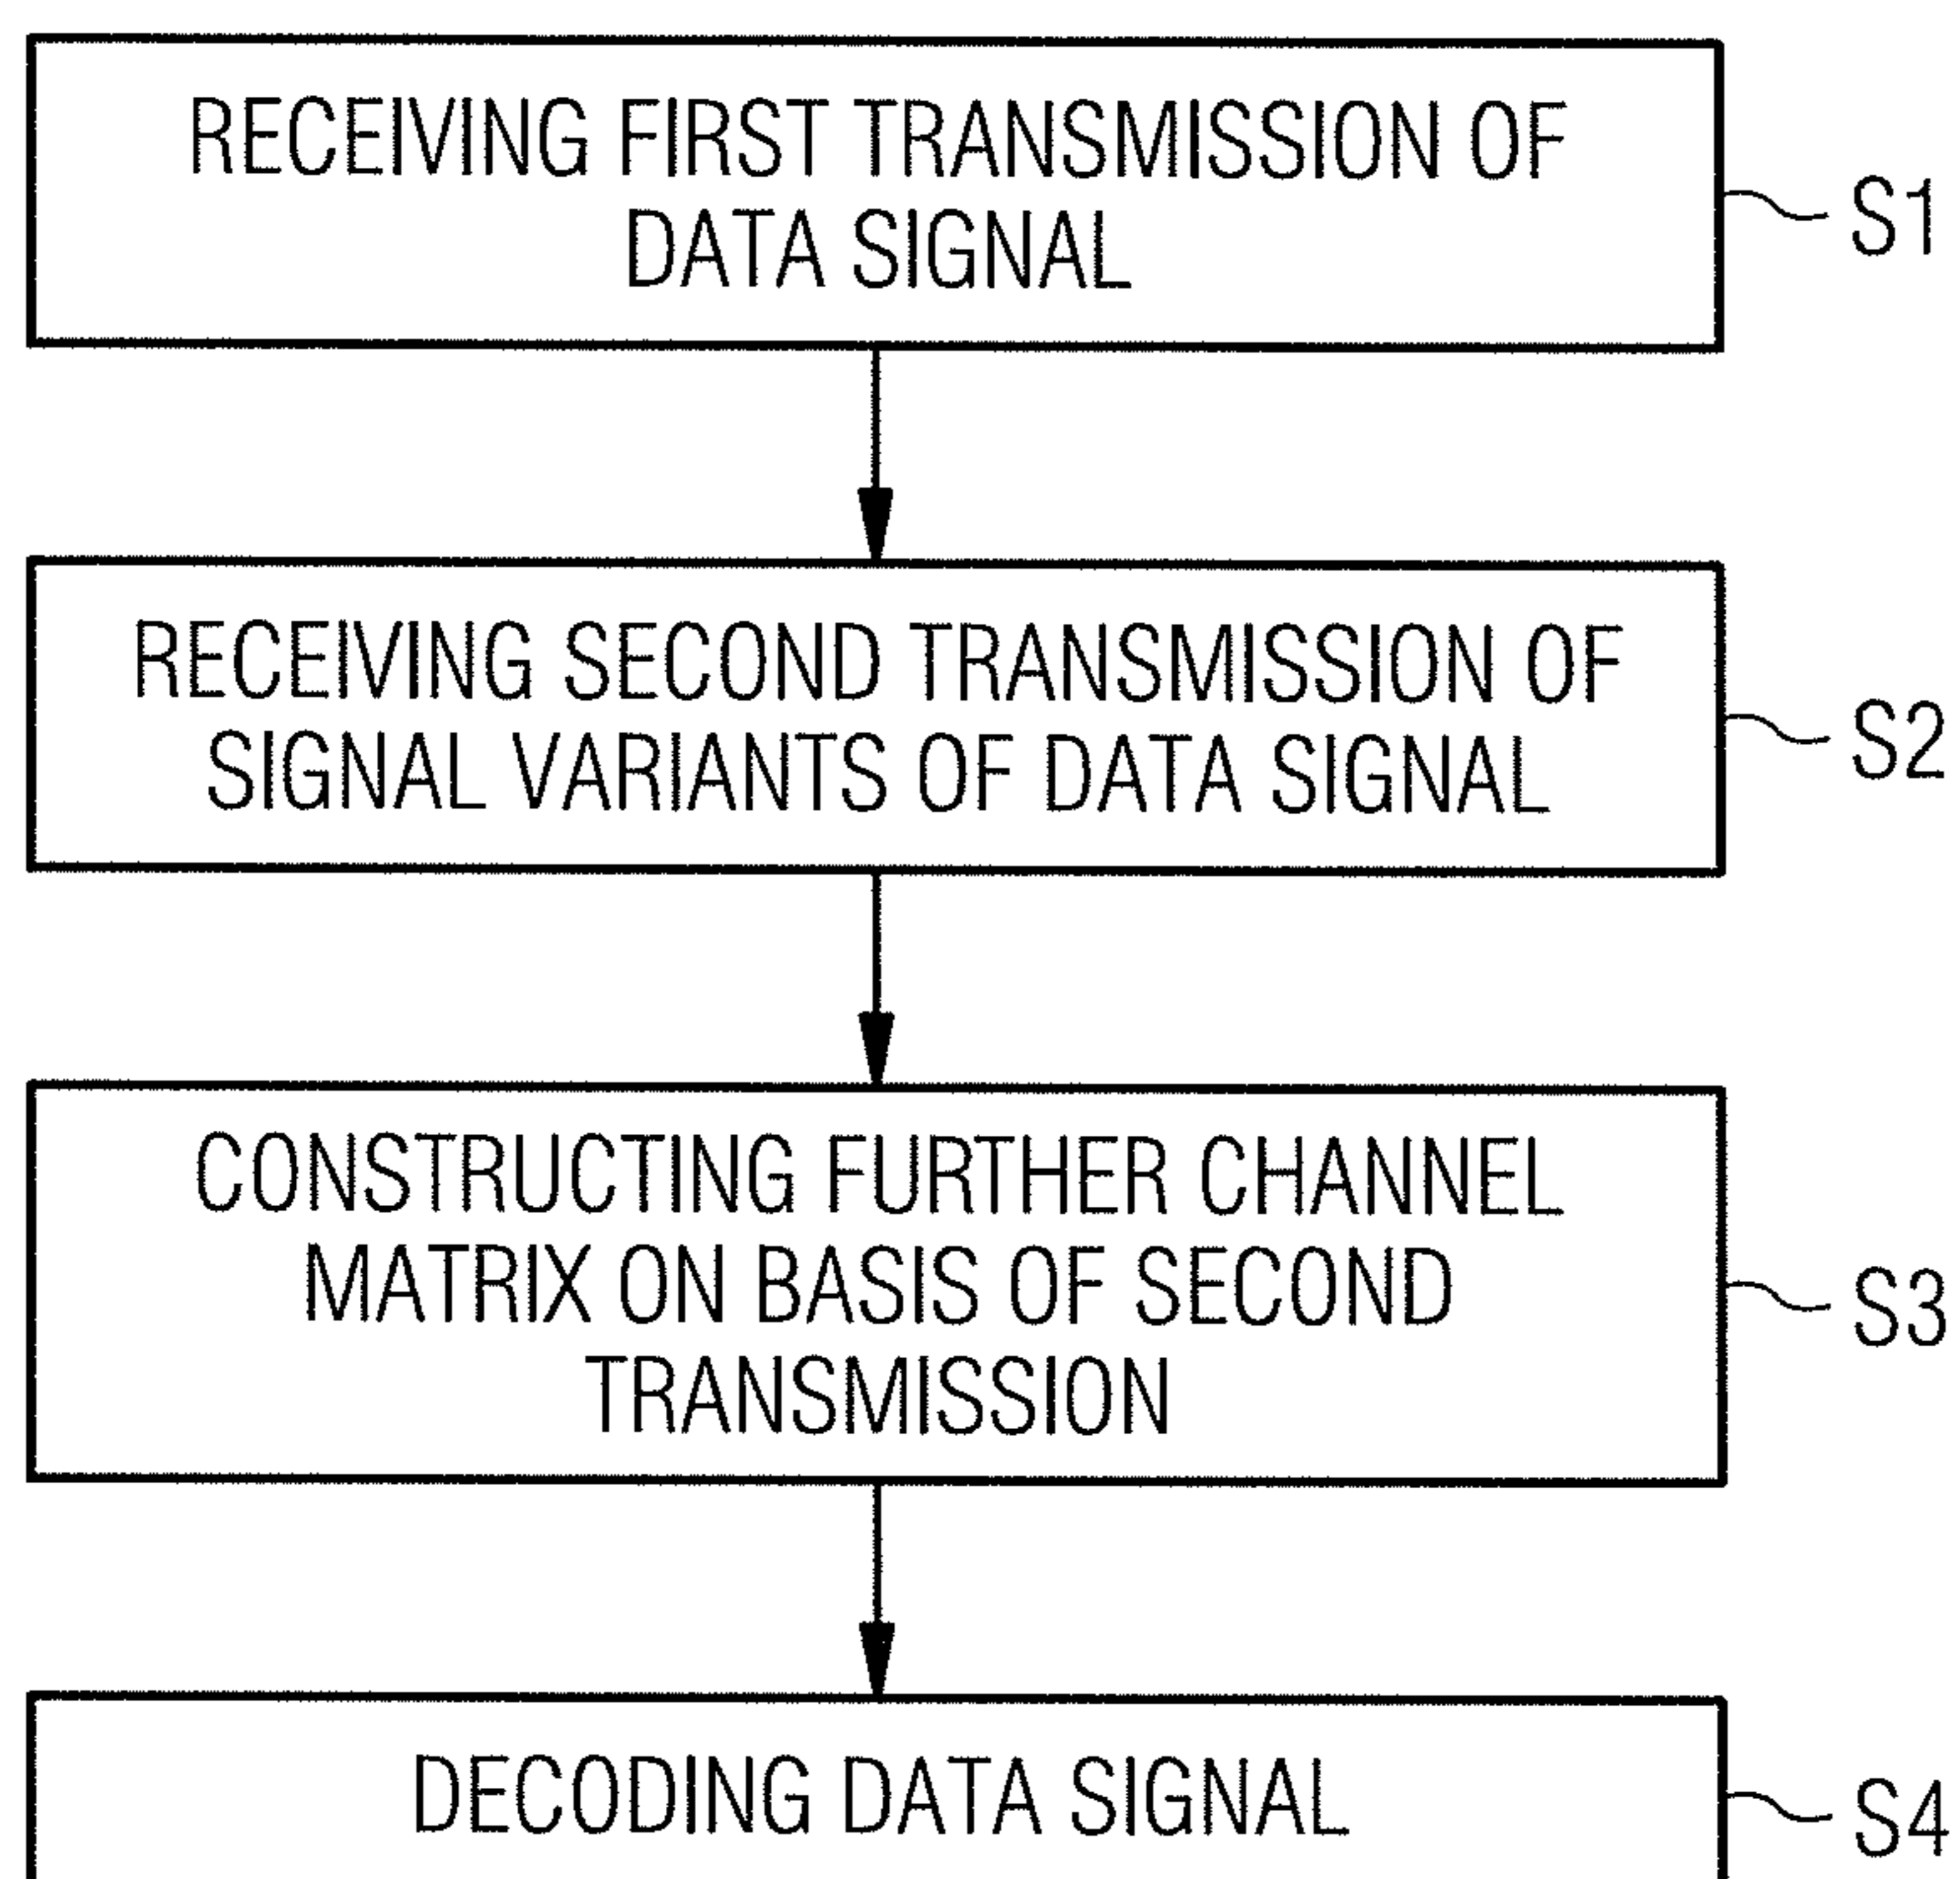 RECEIVING FIRST TRANSMISSION OF
DATA SIGNAL
S1
RECEIVING SECOND TRANSMISSION OF
SIGNAL VARIANTS OF DATA SIGNAL
S2
CONSTRUCTING FURTHER CHANNEL
MATRIX ON BASIS OF SECOND
TRANSMISSION
S3
DECODING DATA SIGNAL
S4